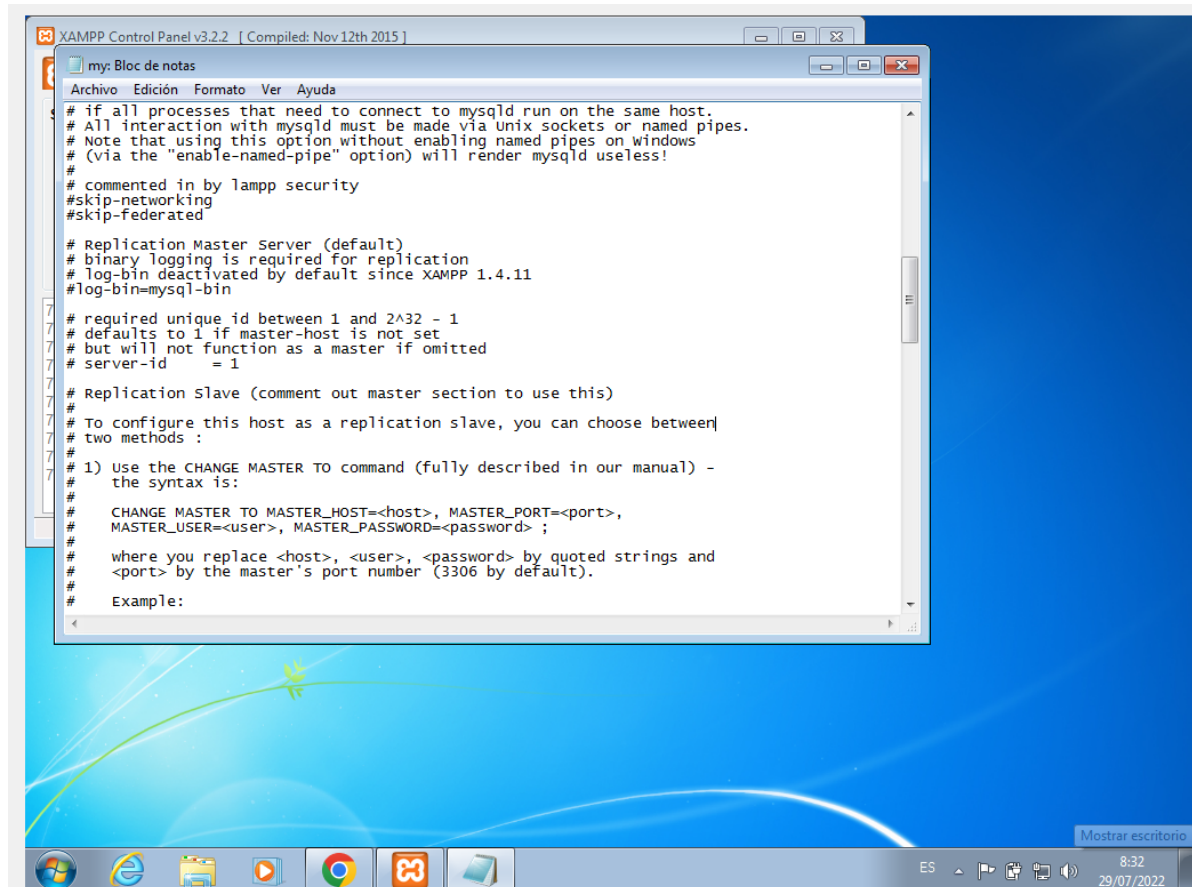 XAMPP Control Panel v3.2.2 [ Compiled: Nov 12th 2015 ]
my: Bloc de notas
Archivo Edición Formato Ver Ayuda
# if all processes that need to connect to mysqld run on the same host.
# All interaction with mysqld must be made via Unix sockets or named pipes.
# Note that using this option without enabling named pipes on Windows
# (via the "enable-named-pipe" option) will render mysqld useless!
#
# commented in by lampp security
#skip-networking
#skip-federated
# Replication Master Server (default)
# binary logging is required for replication
# log-bin deactivated by default since XAMPP 1.4.11
#log-bin=mysql-bin
# required unique id between 1 and 2^32 - 1
# defaults to 1 if master-host is not set
# but will not function as a master if omitted
# server-id = 1
# Replication Slave (comment out master section to use this)
#
# To configure this host as a replication slave, you can choose between
# two methods :
#
# 1) Use the CHANGE MASTER TO command (fully described in our manual) -
# the syntax is:
#
# CHANGE MASTER TO MASTER_HOST=<host>, MASTER_PORT=<port>,
# MASTER_USER=<user>, MASTER_PASSWORD=<password> ;
#
# where you replace <host>, <user>, <password> by quoted strings and
# <port> by the master's port number (3306 by default).
#
# Example:
Mostrar escritorio
ES
8:32
29/07/2022